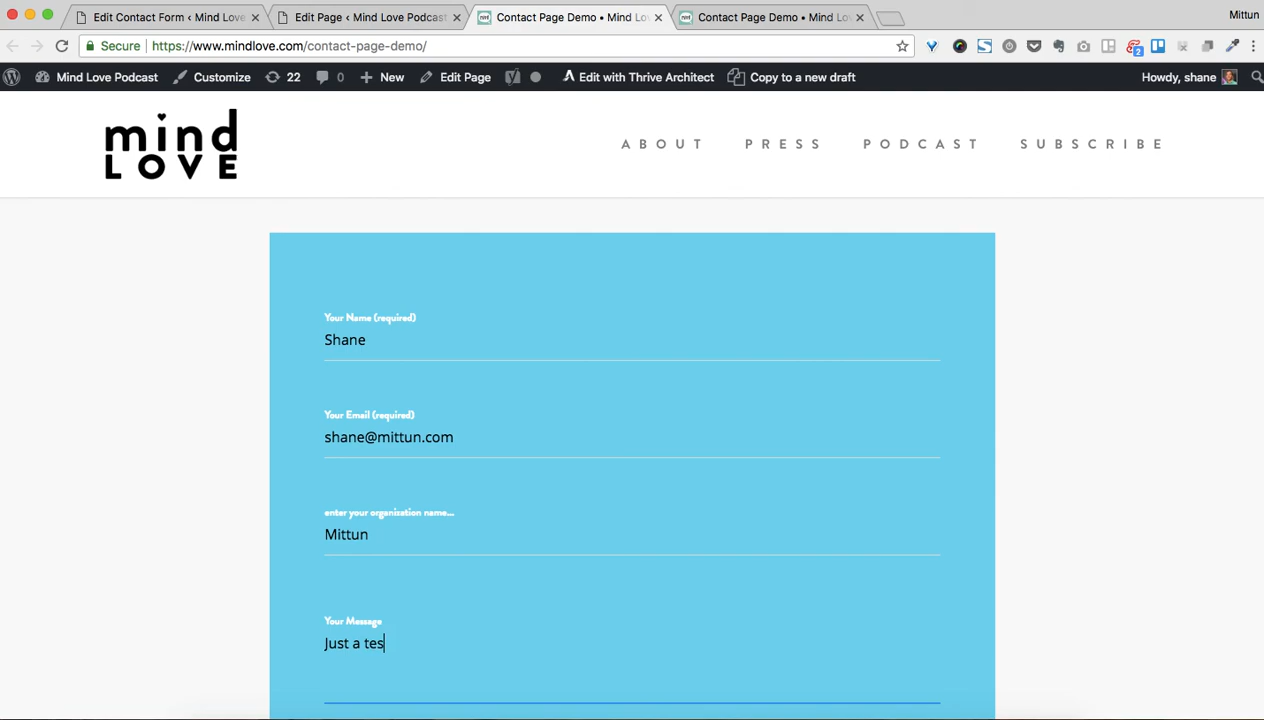 Edit Contact Form ‹ Mind Love
Edit Page ‹ Mind Love Podcast
Contact Page Demo • Mind Lo
Contact Page Demo • Mind Lo
Mittun
Secure
https://www.mindlove.com/contact-page-demo/
2
Mind Love Podcast
Customize
22
0
New
Edit Page
Edit with Thrive Architect
Copy to a new draft
Howdy, shane
mind
LOVE
ABOUT
PRESS
PODCAST
SUBSCRIBE
Your Name (required)
Shane
Your Email (required)
shane@mittun.com
enter your organization name...
Mittun
Your Message
Just a tes